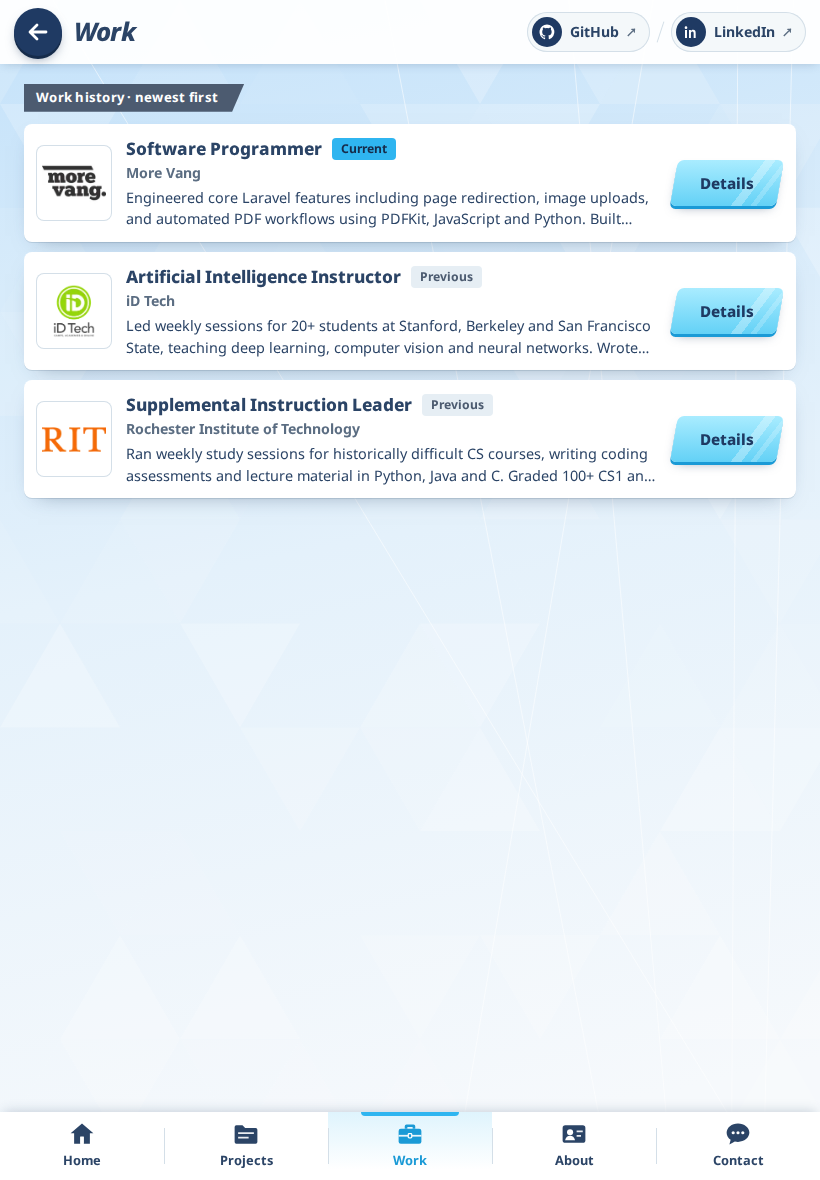 Work
GitHub ↗
LinkedIn ↗
Work history · newest first
more
vang.
Software Programmer Current
More Vang
Engineered core Laravel features including page redirection, image uploads,
and automated PDF workflows using PDFKit, JavaScript and Python. Built...
Details
iD
iD Tech
Artificial Intelligence Instructor Previous
iD Tech
Led weekly sessions for 20+ students at Stanford, Berkeley and San Francisco
State, teaching deep learning, computer vision and neural networks. Wrote...
Details
RIT
Supplemental Instruction Leader Previous
Rochester Institute of Technology
Ran weekly study sessions for historically difficult CS courses, writing coding
assessments and lecture material in Python, Java and C. Graded 100+ CS1 an...
Details
Home
Projects
Work
About
Contact